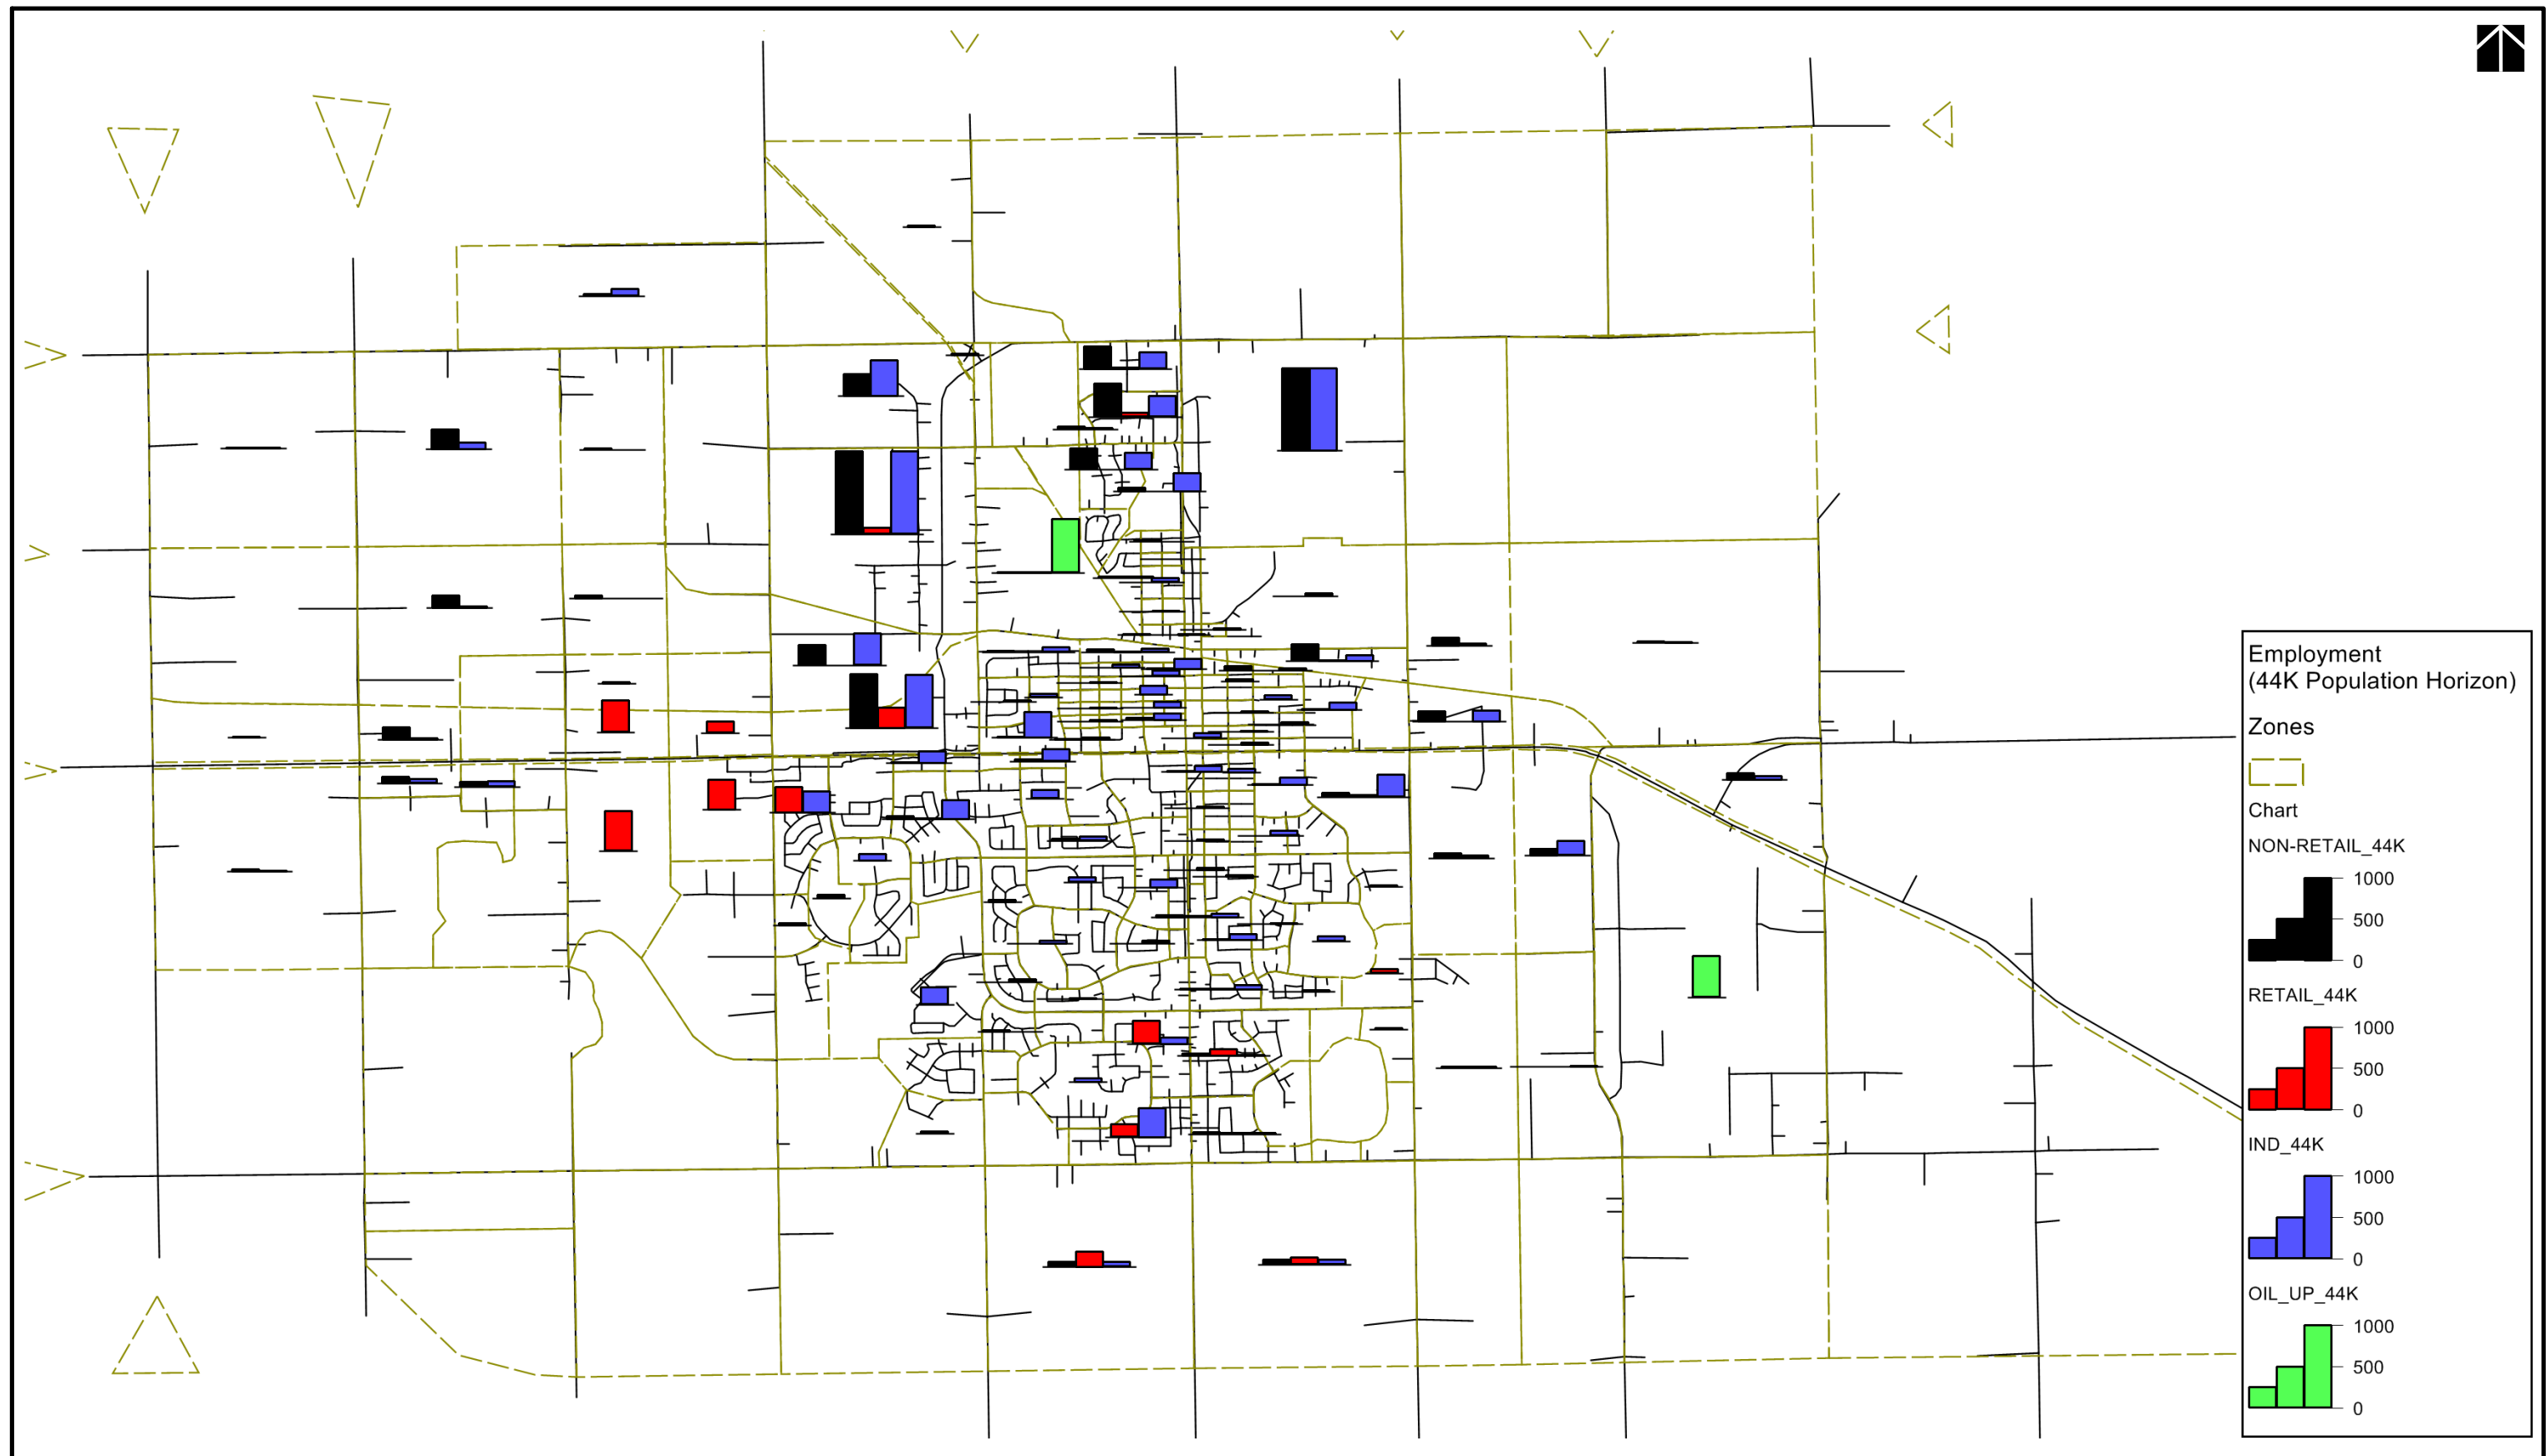 Employment
(44K Population Horizon)
Zones
Chart
NON-RETAIL_44K
1000
500
0
RETAIL_44K
1000
500
0
IND_44K
1000
500
0
OIL_UP_44K
1000
500
0